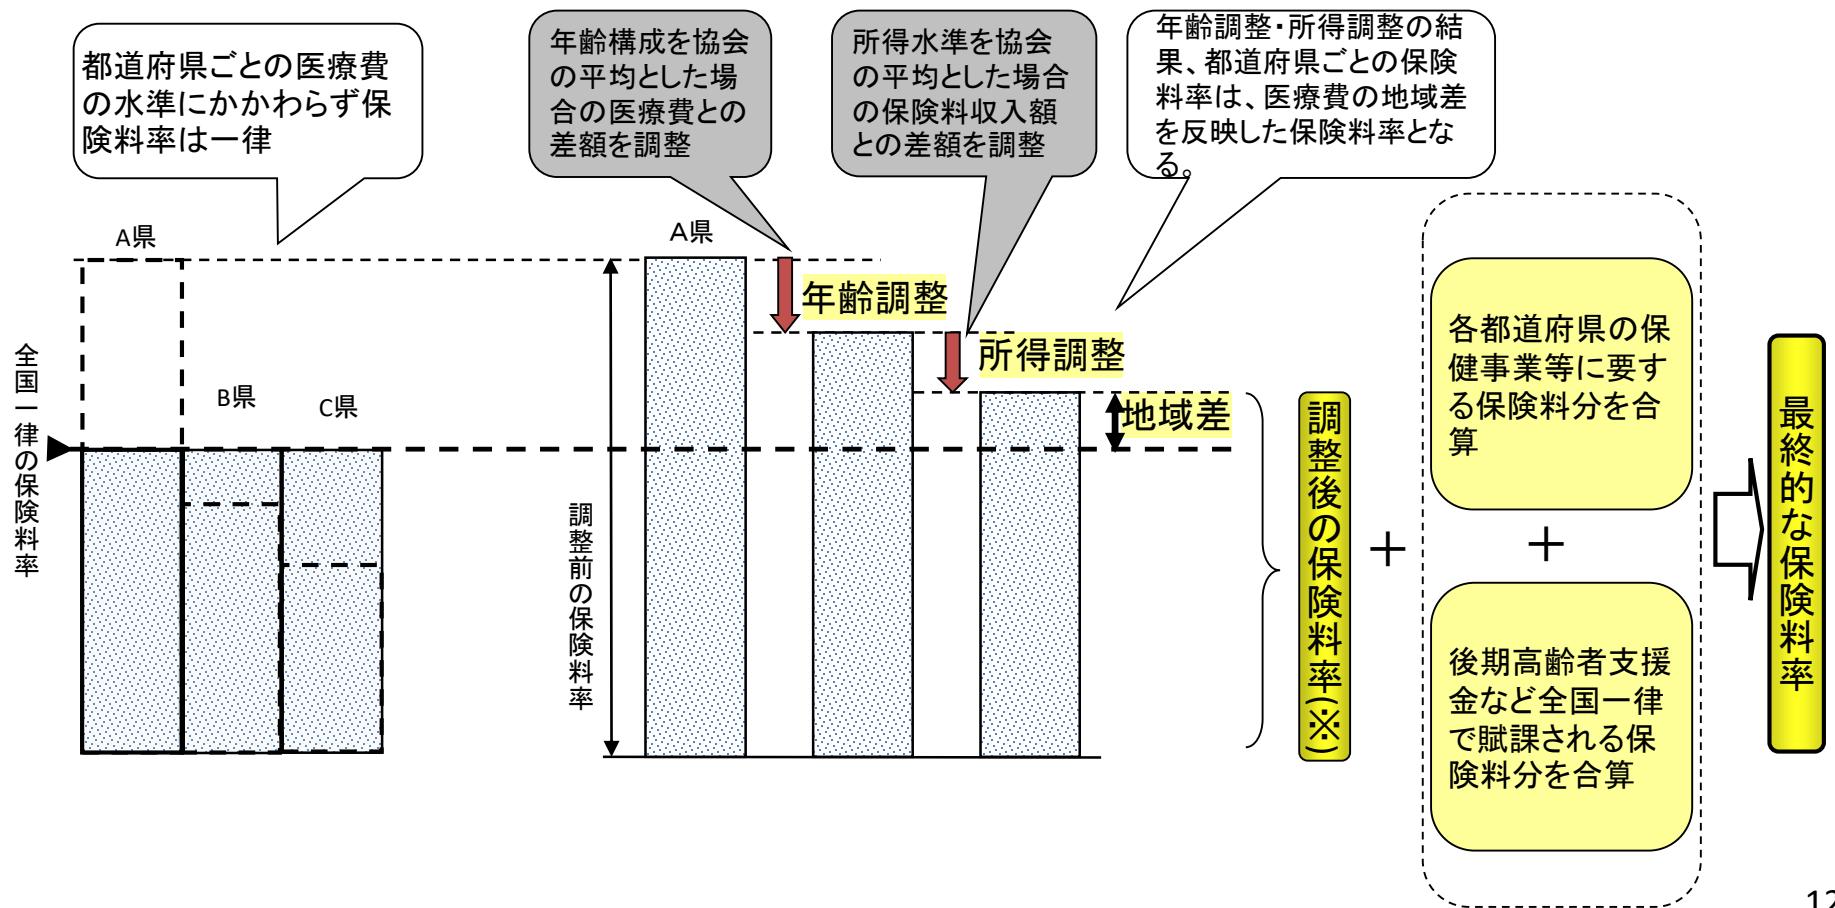 都道府県ごとの医療費
の水準にかかわらず保
険料率は一律
年齢構成を協会
の平均とした場
合の医療費との
差額を調整
所得水準を協会
の平均とした場合
の保険料収入額
との差額を調整
年齢調整・所得調整の結
果、都道府県ごとの保険
料率は、医療費の地域差
を反映した保険料率とな
る。
A県
B県
C県
全国一律の保険料率
A県
調整前の保険料率
年齢調整
所得調整
地域差
調整後の保険料率(※)
＋
各都道府県の保
健事業等に要す
る保険料分を合
算
＋
後期高齢者支援
金など全国一律
で賦課される保
険料分を合算
最終的な保険料率
12